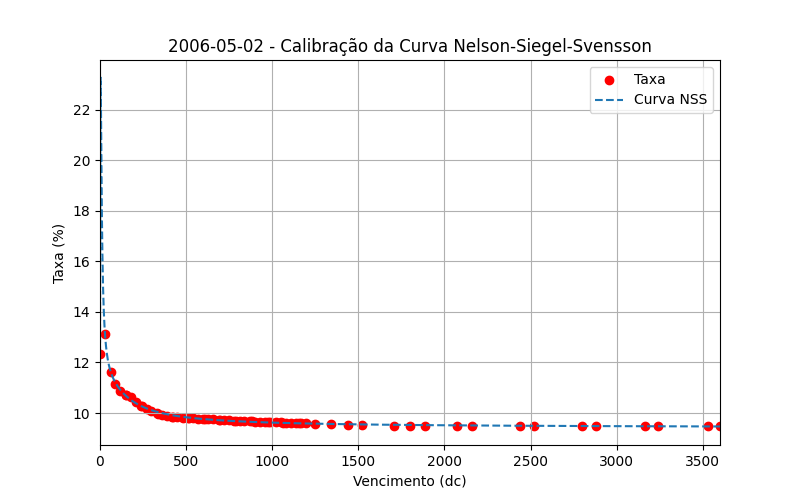 2006-05-02 - Calibração da Curva Nelson-Siegel-Svensson
Taxa
Curva NSS
Taxa (%)
22
20
18
16
14
12
10
0 500 1000 1500 2000 2500 3000 3500
Vencimento (dc)